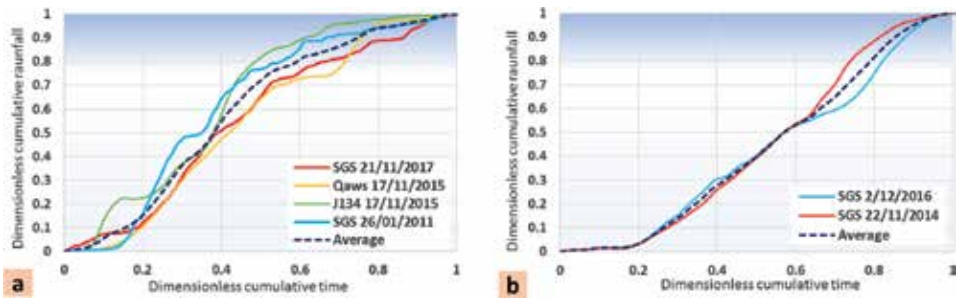 Dimensionless cumulative raunfall
1
0.9
0.8
0.7
0.6
0.5
0.4
0.3
0.2
0.1
0
SGS 21/11/2017
Qaws 17/11/2015
J134 17/11/2015
SGS 26/01/2011
Average
0
0.2
0.4
0.6
0.8
1
Dimensionless cumulative time
a
Dimensionless cumulative raunfall
1
0.9
0.8
0.7
0.6
0.5
0.4
0.3
0.2
0.1
0
SGS 2/12/2016
SGS 22/11/2014
Average
0
0.2
0.4
0.6
0.8
1
Dimensionless cumulative time
b